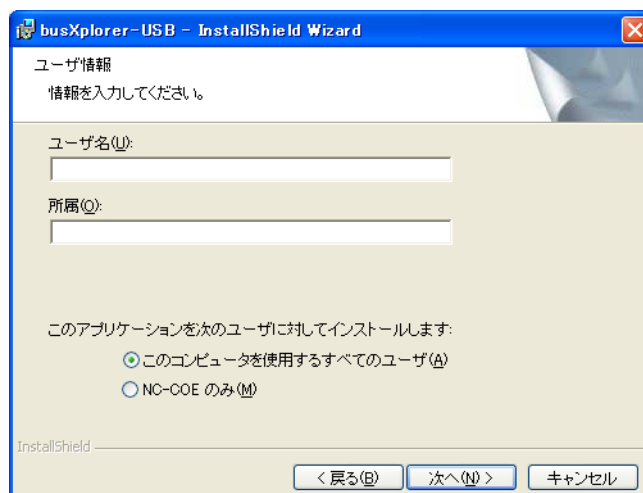 busXplorer-USB - InstallShield Wizard
ユーザ情報
情報を入力してください。
ユーザ名(U):
所属(O):
このアプリケーションを次のユーザに対してインストールします:
このコンピュータを使用するすべてのユーザ(A)
NC-COE のみ(M)
InstallShield
< 戻る(B) 次へ(N) > キャンセル